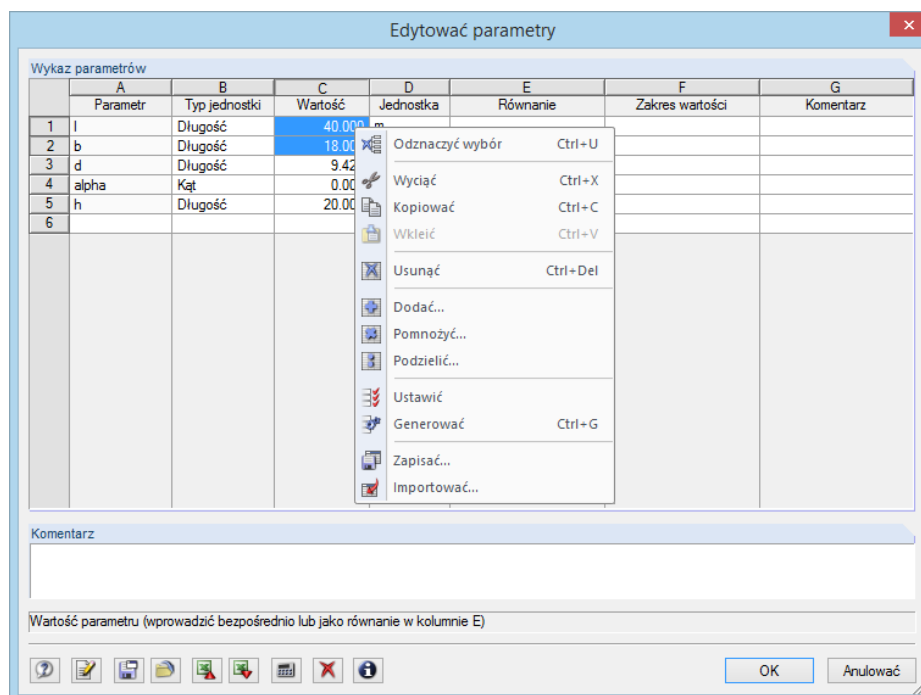 Edytować parametry
Wykaz parametrów
A B C D E F G
Parametr Typ jednostki Wartość Jednostka Równanie Zakres wartości Komentarz
1 l Długość 40.000 m
2 b Długość 18.00
3 d Długość 9.42
4 alpha Kąt 0.00
5 h Długość 20.00
6
Odznaczyć wybór Ctrl+U
Wyciąć Ctrl+X
Kopiować Ctrl+C
Wkleić Ctrl+V
Usunąć Ctrl+Del
Dodać...
Pomnożyć...
Podzielić...
Ustawić
Generować Ctrl+G
Zapisać...
Importować...
Komentarz
Wartość parametru (wprowadzić bezpośrednio lub jako równanie w kolumnie E)
OK Anulować